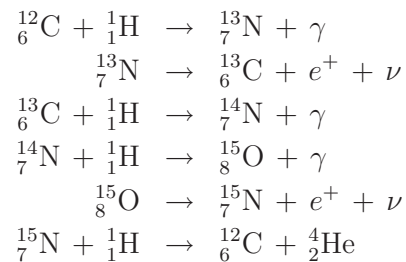 ¹²₆C + ¹₁H → ¹³₇N + γ
¹³₇N → ¹³₆C + e⁺ + ν
¹³₆C + ¹₁H → ¹⁴₇N + γ
¹⁴₇N + ¹₁H → ¹⁵₈O + γ
¹⁵₈O → ¹⁵₇N + e⁺ + ν
¹⁵₇N + ¹₁H → ¹²₆C + ⁴₂He